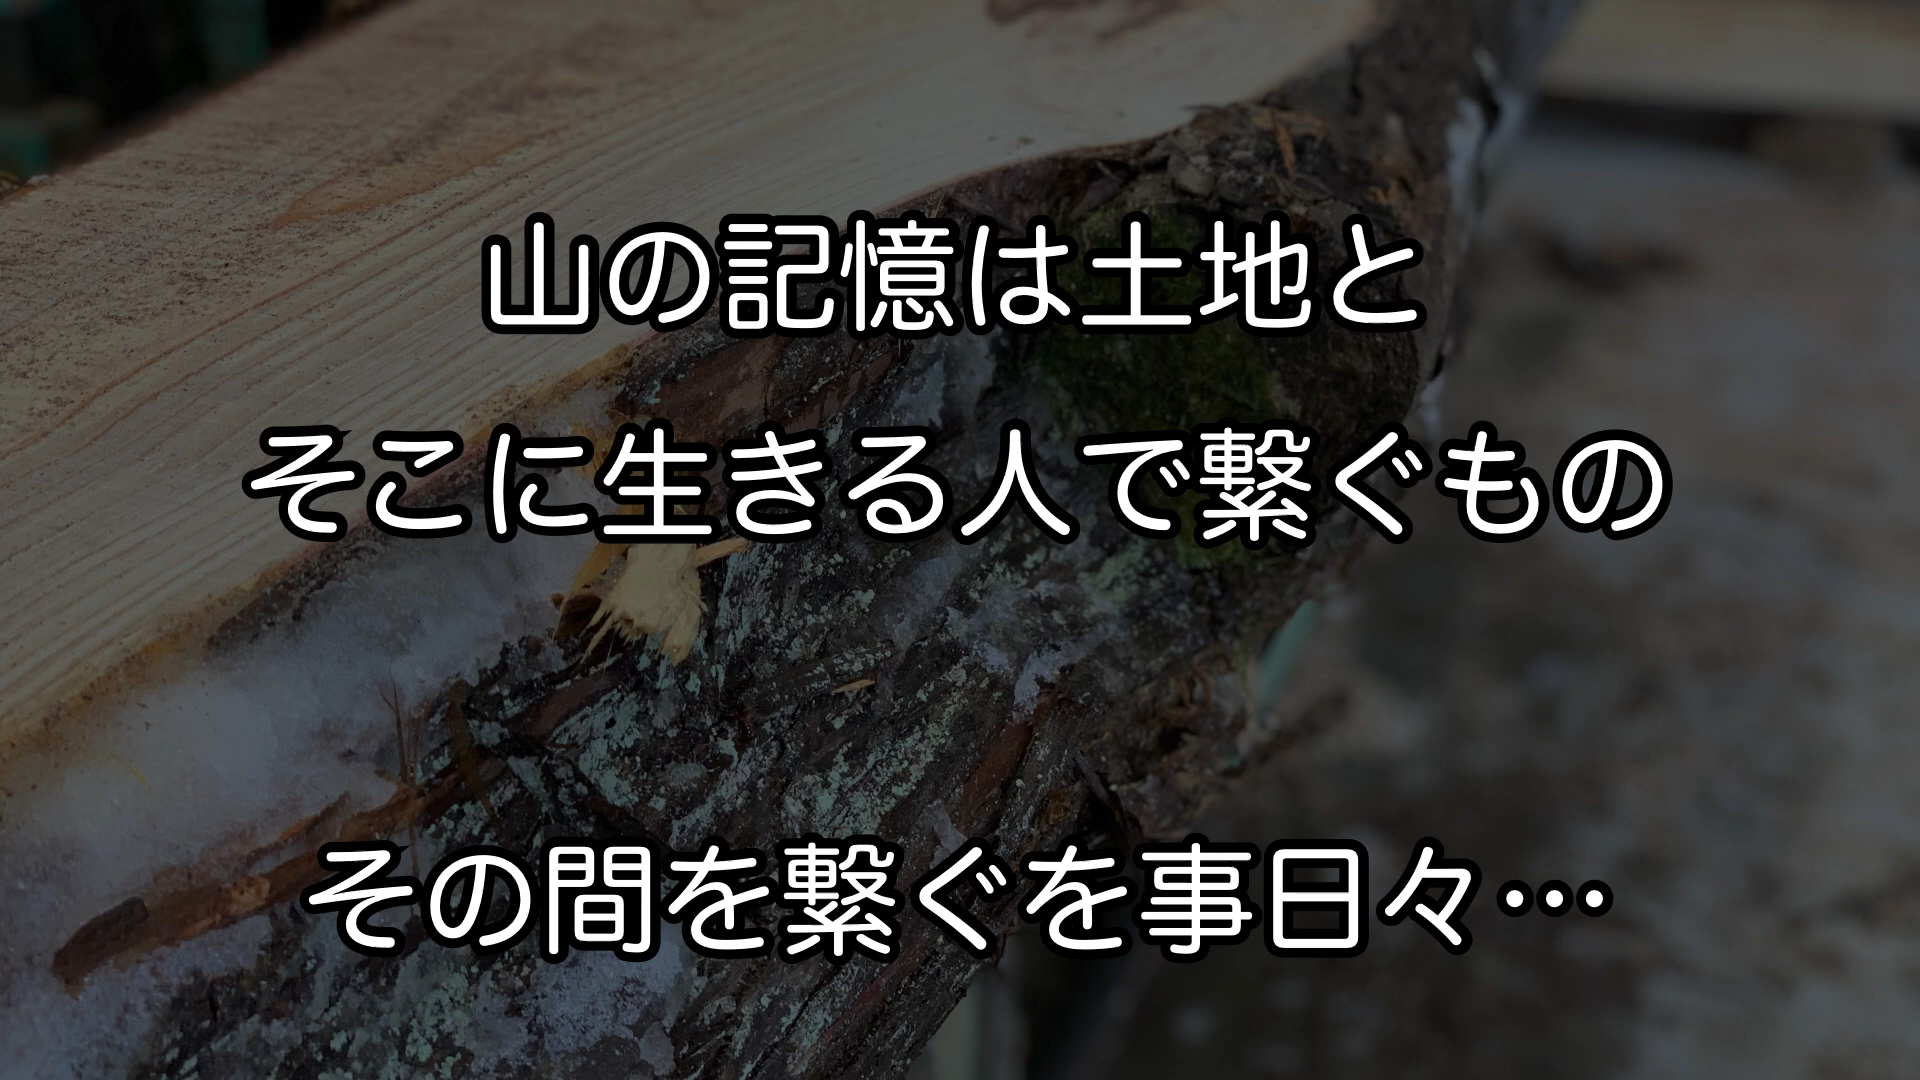 山の記憶は土地と
そこに生きる人で繋ぐもの
その間を繋ぐを事日々…